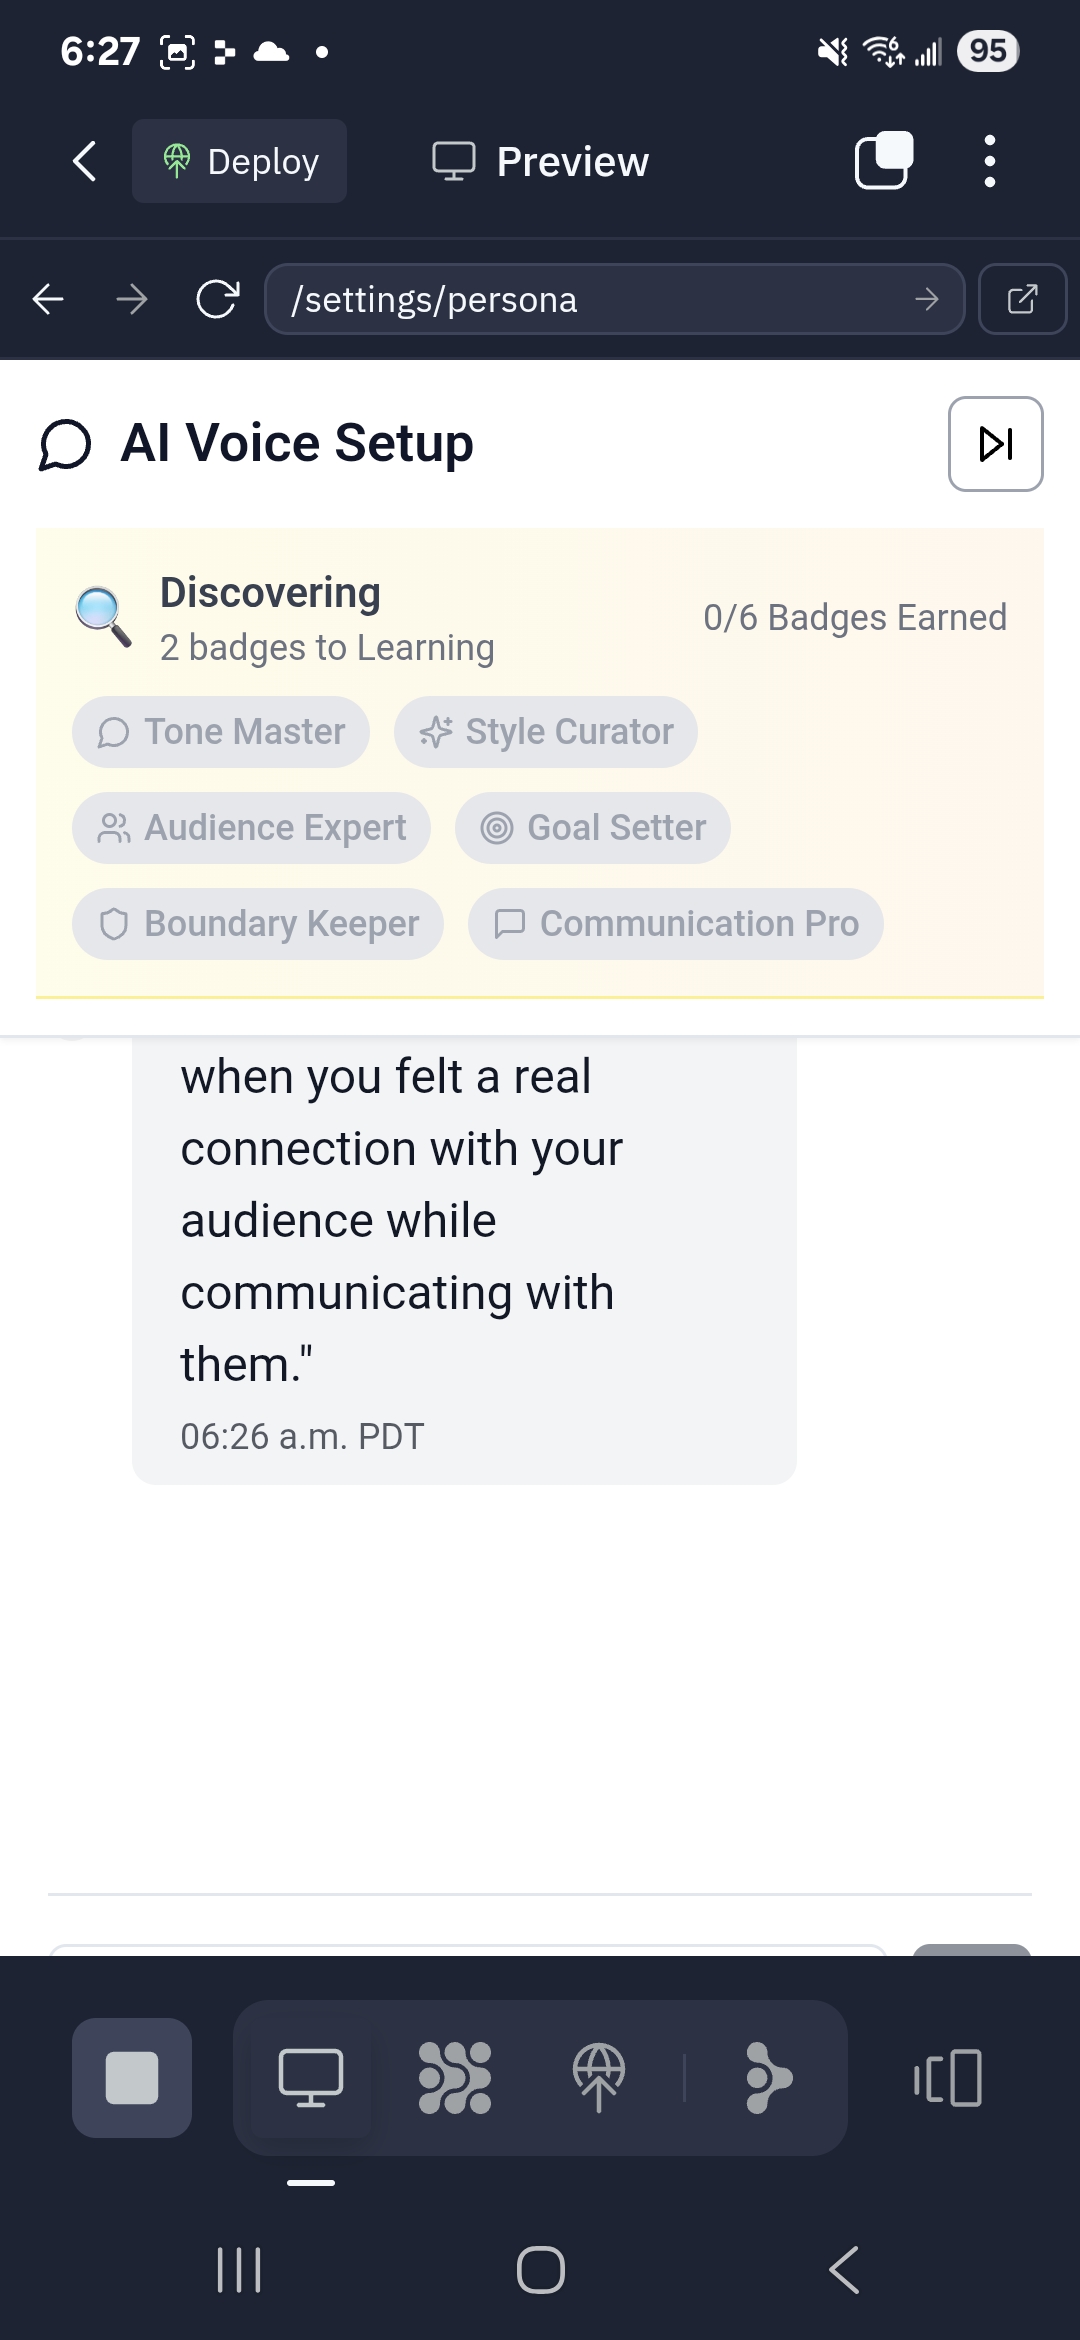 6:27
6
95
Deploy
Preview
/settings/persona
AI Voice Setup
Discovering
2 badges to Learning
0/6 Badges Earned
Tone Master
Style Curator
Audience Expert
Goal Setter
Boundary Keeper
Communication Pro
when you felt a real
connection with your
audience while
communicating with
them."
06:26 a.m. PDT